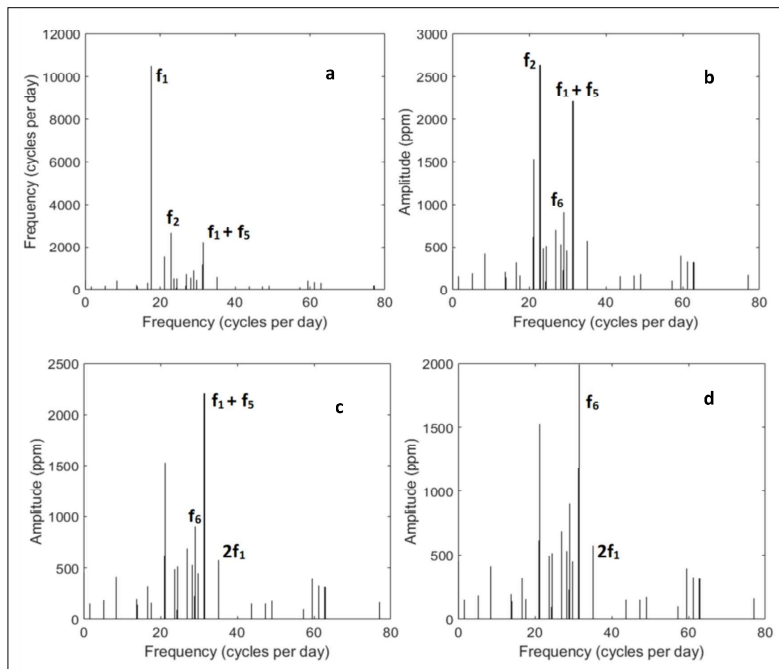 12000
10000
8000
6000
4000
2000
0
0 20 40 60 80
Frequency (cycles per day)
Frequency (cycles per day)
a
f1
f2
f1 + f5
3000
2500
2000
1500
1000
500
0
0 20 40 60 80
Amplitude (ppm)
Frequency (cycles per day)
b
f2
f1 + f5
f6
2500
2000
1500
1000
500
0
0 20 40 60 80
Amplitude (ppm)
Frequency (cycles per day)
c
f1 + f5
f6
2f1
2000
1500
1000
500
0
0 20 40 60 80
Amplitude (ppm)
Frequency (cycles per day)
d
f6
2f1